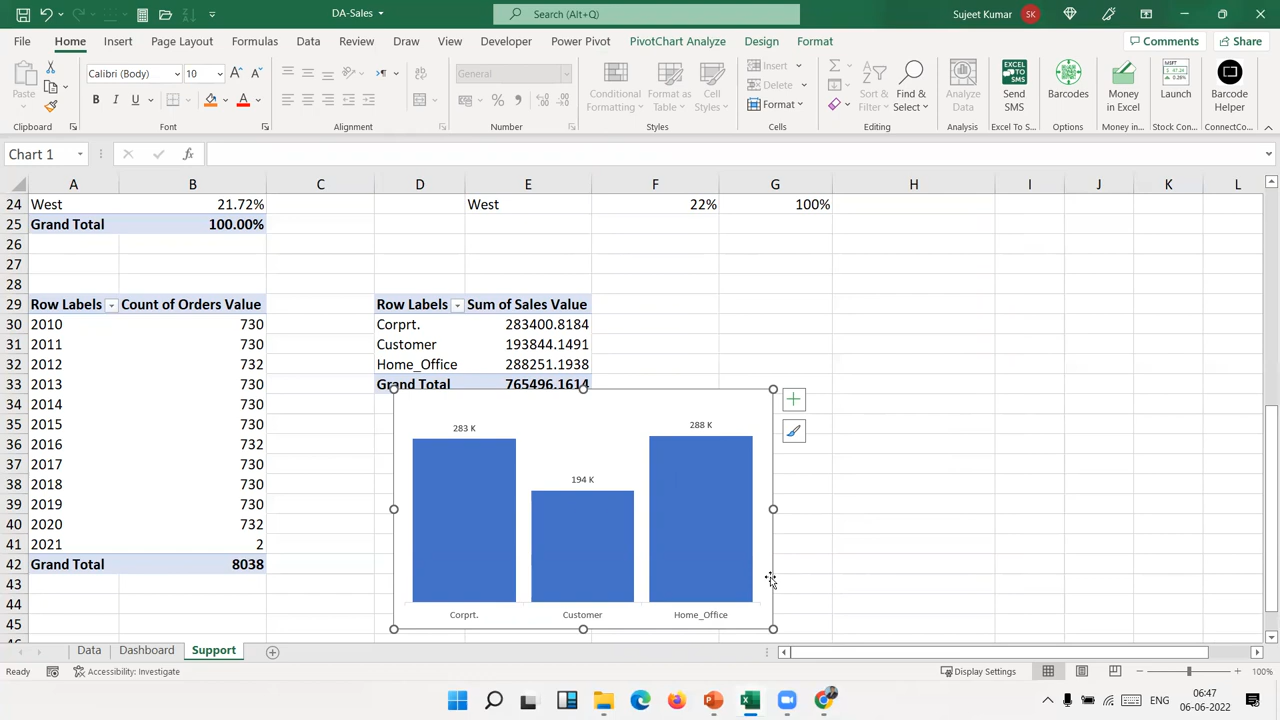 DA-Sales
Search (Alt+Q)
Sujeet Kumar
SK
File Home Insert Page Layout Formulas Data Review Draw View Developer Power Pivot PivotChart Analyze Design Format
Comments
Share
Paste
Calibri (Body) 10
General
Conditional Formatting
Format as Table
Cell Styles
Insert
Delete
Format
Sort & Filter
Find & Select
Analyze Data
Send SMS
Barcodes
Money in Excel
Launch
Barcode Helper
Clipboard Font Alignment Number Styles Cells Editing Analysis Excel To S... Options Money in... Stock Con... ConnectCo...
Chart 1
fx
A B C D E F G H I J K L
24 West 21.72% West 22% 100%
25 Grand Total 100.00%
26
27
28
29 Row Labels Count of Orders Value Row Labels Sum of Sales Value
30 2010 730 Corprt. 283400.8184
31 2011 730 Customer 193844.1491
32 2012 732 Home_Office 288251.1938
33 2013 730 Grand Total 765496.1614
34 2014 730
35 2015 730
36 2016 732
37 2017 730
38 2018 730
39 2019 730
40 2020 732
41 2021 2
42 Grand Total 8038
43
44
45
283 K
194 K
288 K
Corprt. Customer Home_Office
Data Dashboard Support
Ready
Accessibility: Investigate
Display Settings
100%
ENG
06:47
06-06-2022